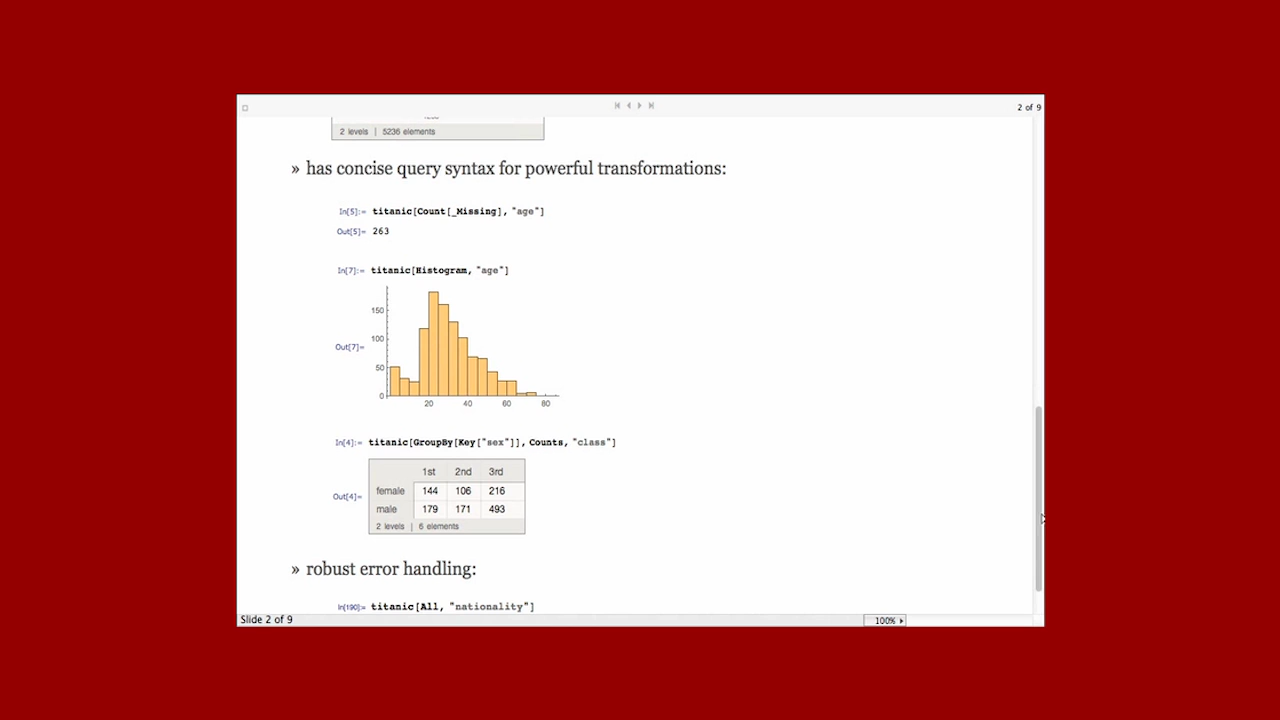 2 of 9
2 levels | 5236 elements
» has concise query syntax for powerful transformations:
In[5]:= titanic[Count[_Missing], "age"]
Out[5]= 263
In[7]:= titanic[Histogram, "age"]
Out[7]=
150
100
50
0
20 40 60 80
In[4]:= titanic[GroupBy[Key["sex"]], Counts, "class"]
Out[4]=
1st 2nd 3rd
female 144 106 216
male 179 171 493
2 levels | 6 elements
» robust error handling:
In[190]:= titanic[All, "nationality"]
Slide 2 of 9
100%